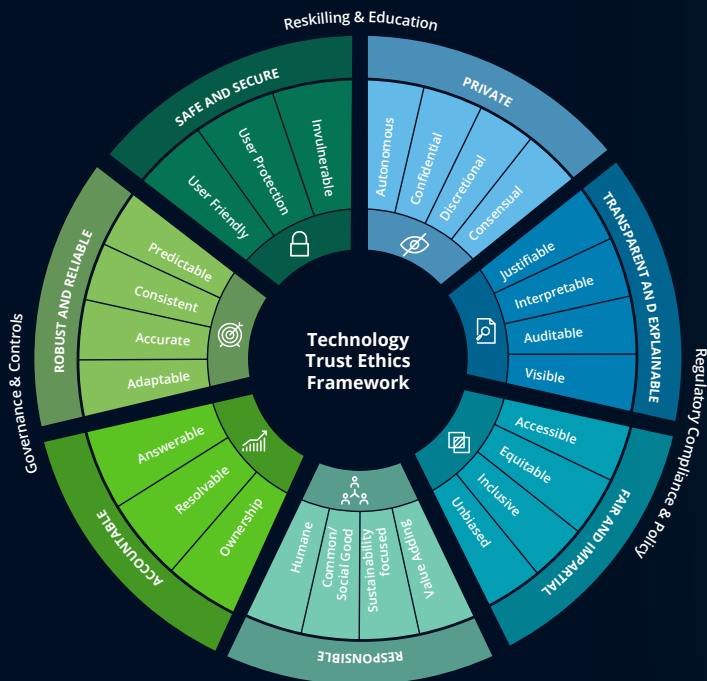 Reskilling & Education
SAFE AND SECURE
User Friendly
User Protection
Invulnerable
PRIVATE
Autonomous
Confidential
Discretional
Consensual
TRANSPARENT AN D EXPLAINABLE
Justifiable
Interpretable
Auditable
Visible
Regulatory Compliance & Policy
FAIR AND IMPARTIAL
Accessible
Equitable
Inclusive
Unbiased
RESPONSIBLE
Value Adding
Sustainability
focused
Common/
Social Good
Humane
ACCOUNTABLE
Ownership
Resolvable
Answerable
Governance & Controls
ROBUST AND RELIABLE
Adaptable
Accurate
Consistent
Predictable
Technology
Trust Ethics
Framework